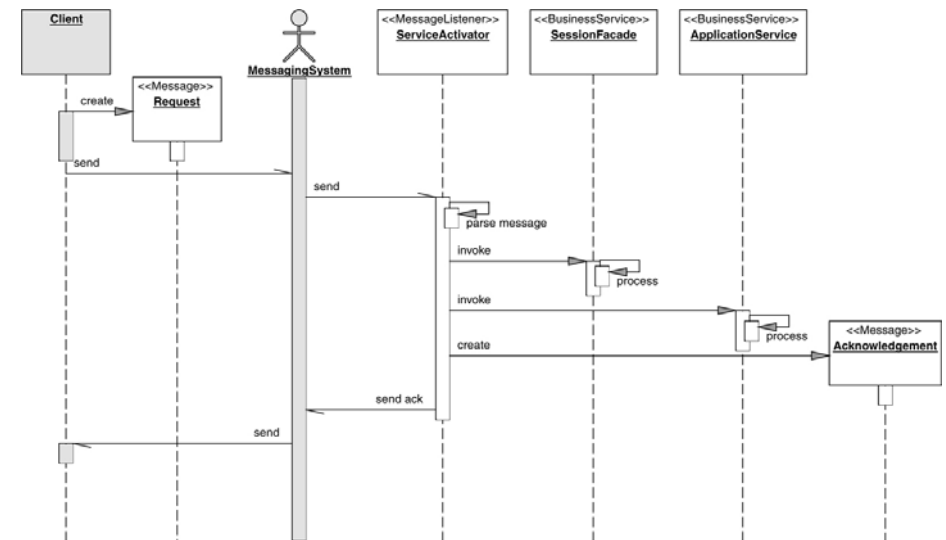 Client
<<MessageListener>>
ServiceActivator
<<BusinessService>>
SessionFacade
<<BusinessService>>
ApplicationService
MessagingSystem
<<Message>>
Request
create
send
send
parse message
invoke
process
invoke
process
<<Message>>
Acknowledgement
create
send ack
send